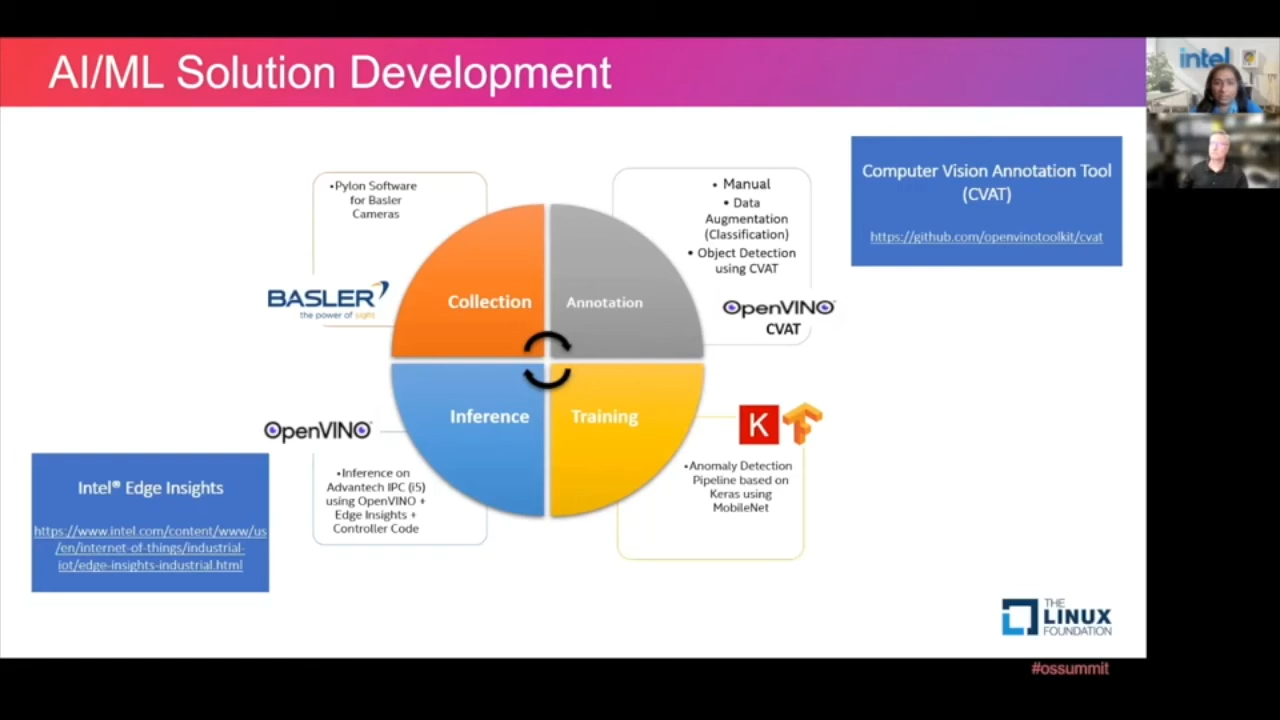 AI/ML Solution Development
intel
•Pylon Software
for Basler
Cameras
BASLER
the power of sight
Collection
Annotation
• Manual
• Data
Augmentation
(Classification)
• Object Detection
using CVAT
OpenVINO
CVAT
Computer Vision Annotation Tool
(CVAT)
https://github.com/openvinotoolkit/cvat
Inference
Training
OpenVINO
•Inference on
Advantech IPC (i5)
using OpenVINO +
Edge Insights +
Controller Code
K
•Anomaly Detection
Pipeline based on
Keras using
MobileNet
Intel® Edge Insights
https://www.intel.com/content/www/us
/en/internet-of-things/industrial-
iot/edge-insights-industrial.html
THE
LINUX
FOUNDATION
#ossummit